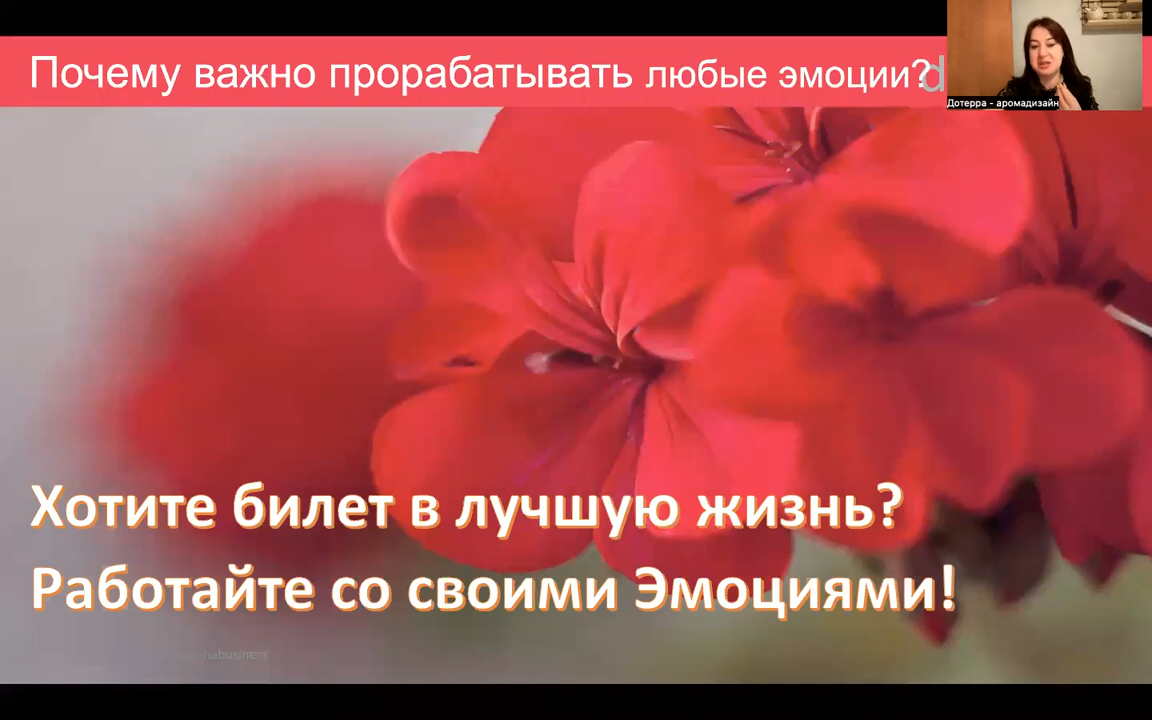 Почему важно прорабатывать любые эмоции?
Дотерра - аромадизайн
Хотите билет в лучшую жизнь?
Работайте со своими Эмоциями!